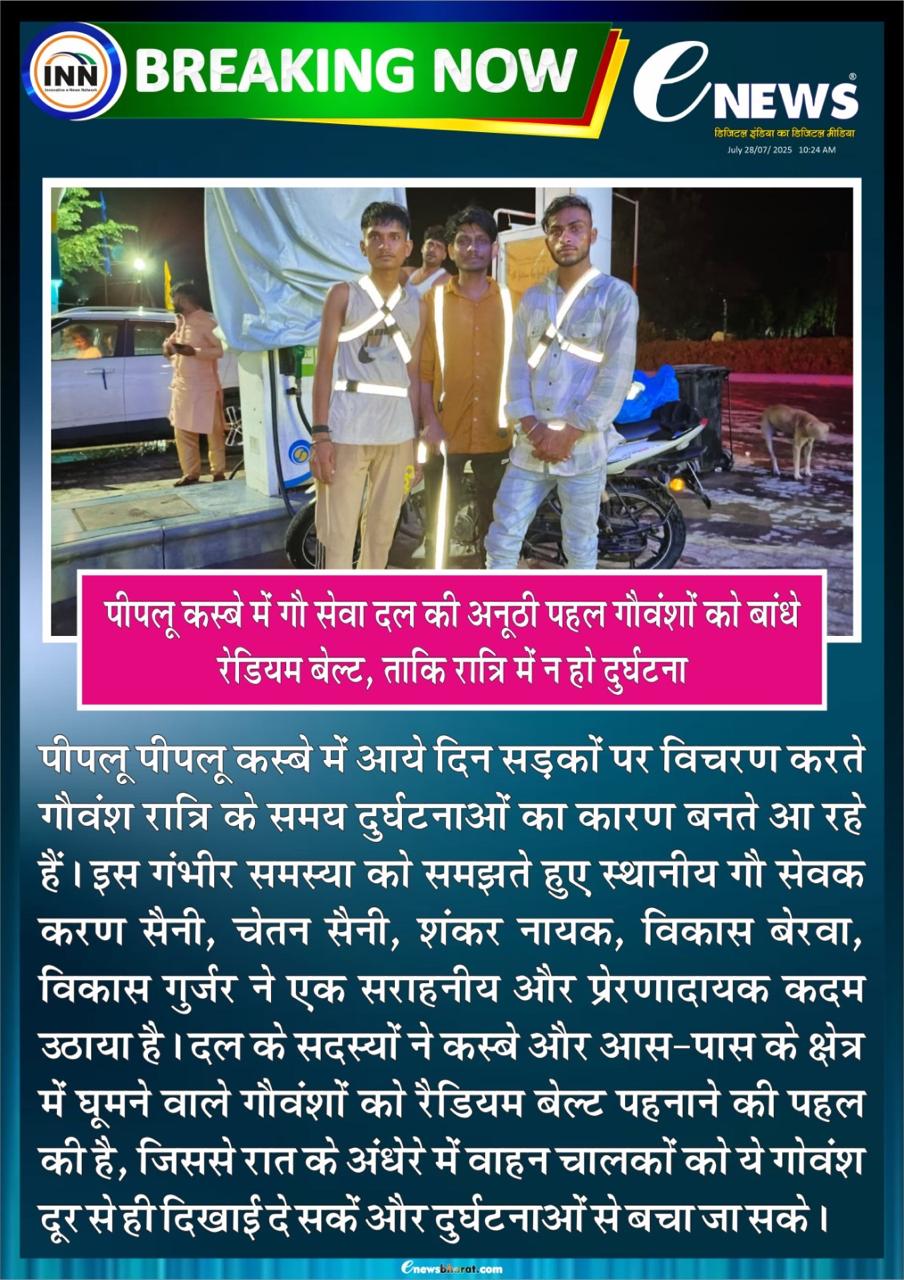 INN
Innovative e-News Network
BREAKING NOW
e NEWS®
डिजिटल इंडिया का डिजिटल मीडिया
July 28/07/ 2025 10:24 AM
पीपलू कस्बे में गौ सेवा दल की अनूठी पहल गौवंशों को बांधे
रेडियम बेल्ट, ताकि रात्रि में न हो दुर्घटना
पीपलू पीपलू कस्बे में आये दिन सड़कों पर विचरण करते
गौवंश रात्रि के समय दुर्घटनाओं का कारण बनते आ रहे
हैं। इस गंभीर समस्या को समझते हुए स्थानीय गौ सेवक
करण सैनी, चेतन सैनी, शंकर नायक, विकास बेरवा,
विकास गुर्जर ने एक सराहनीय और प्रेरणादायक कदम
उठाया है। दल के सदस्यों ने कस्बे और आस-पास के क्षेत्र
में घूमने वाले गौवंशों को रैडियम बेल्ट पहनाने की पहल
की है, जिससे रात के अंधेरे में वाहन चालकों को ये गोवंश
दूर से ही दिखाई दे सकें और दुर्घटनाओं से बचा जा सके।
enewsbharat.com